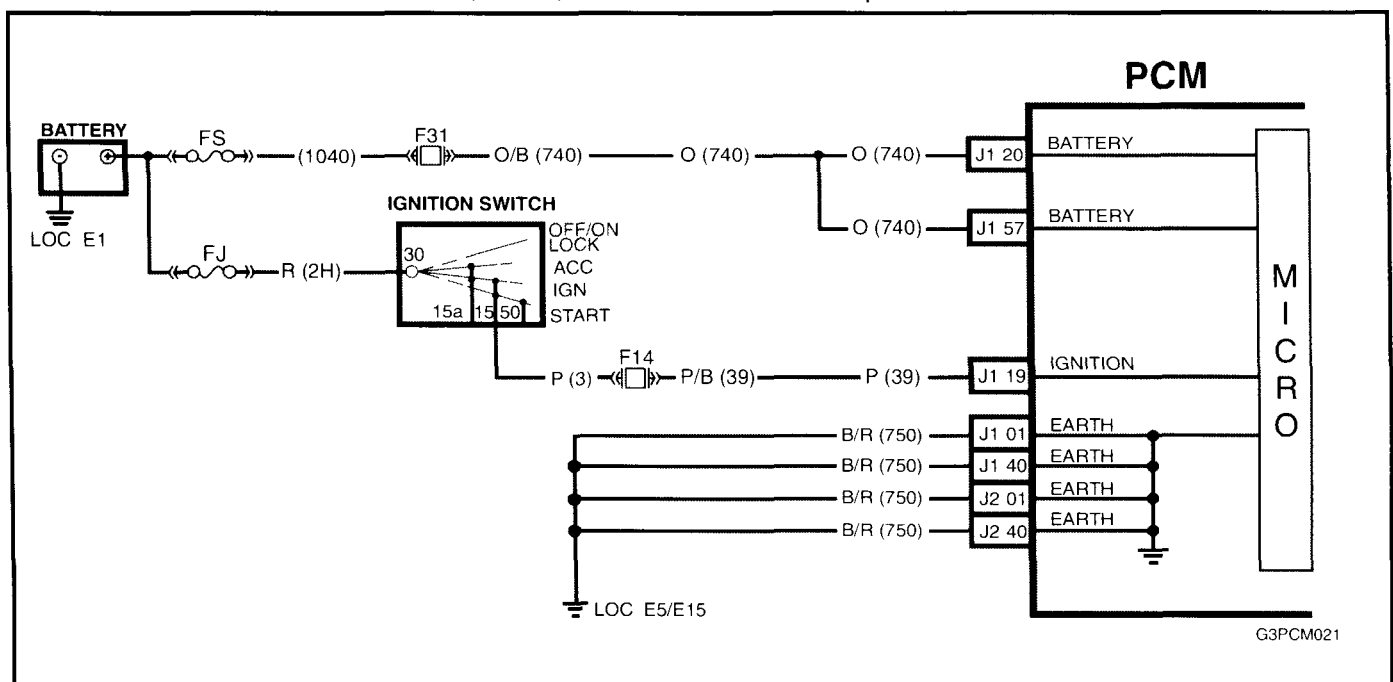 PCM
BATTERY
FS
(1040)
F31
O/B (740)
O (740)
O (740)
J1 20
BATTERY
LOC E1
IGNITION SWITCH
OFF/ON
LOCK
ACC
IGN
START
30
15a
15
50
O (740)
J1 57
BATTERY
FJ
R (2H)
P (3)
F14
P/B (39)
P (39)
J1 19
IGNITION
B/R (750)
J1 01
EARTH
B/R (750)
J1 40
EARTH
B/R (750)
J2 01
EARTH
B/R (750)
J2 40
EARTH
MICRO
LOC E5/E15
G3PCM021